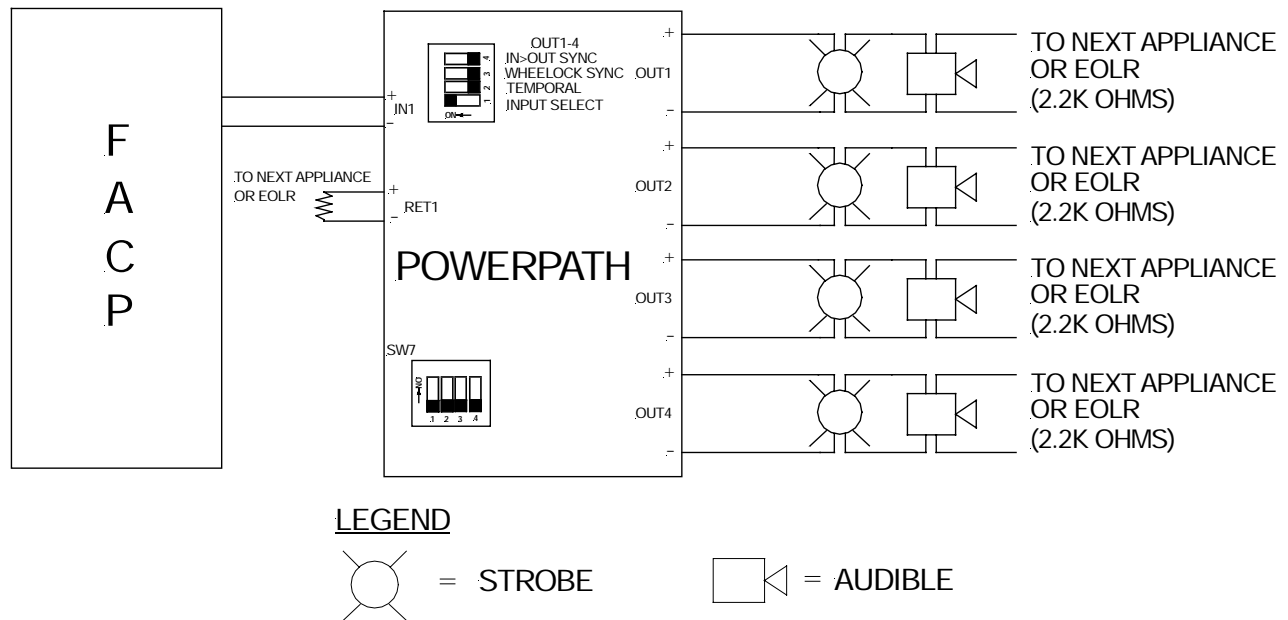 F
A
C
P
+
IN1
-
TO NEXT APPLIANCE
OR EOLR
+
RET1
-
OUT1-4
4 IN>OUT SYNC
3 WHEELOCK SYNC
2 TEMPORAL
1 INPUT SELECT
ON
POWERPATH
SW7
ON
1 2 3 4
+
OUT1
-
+
OUT2
-
+
OUT3
-
+
OUT4
-
TO NEXT APPLIANCE
OR EOLR
(2.2K OHMS)
TO NEXT APPLIANCE
OR EOLR
(2.2K OHMS)
TO NEXT APPLIANCE
OR EOLR
(2.2K OHMS)
TO NEXT APPLIANCE
OR EOLR
(2.2K OHMS)
LEGEND
= STROBE
= AUDIBLE